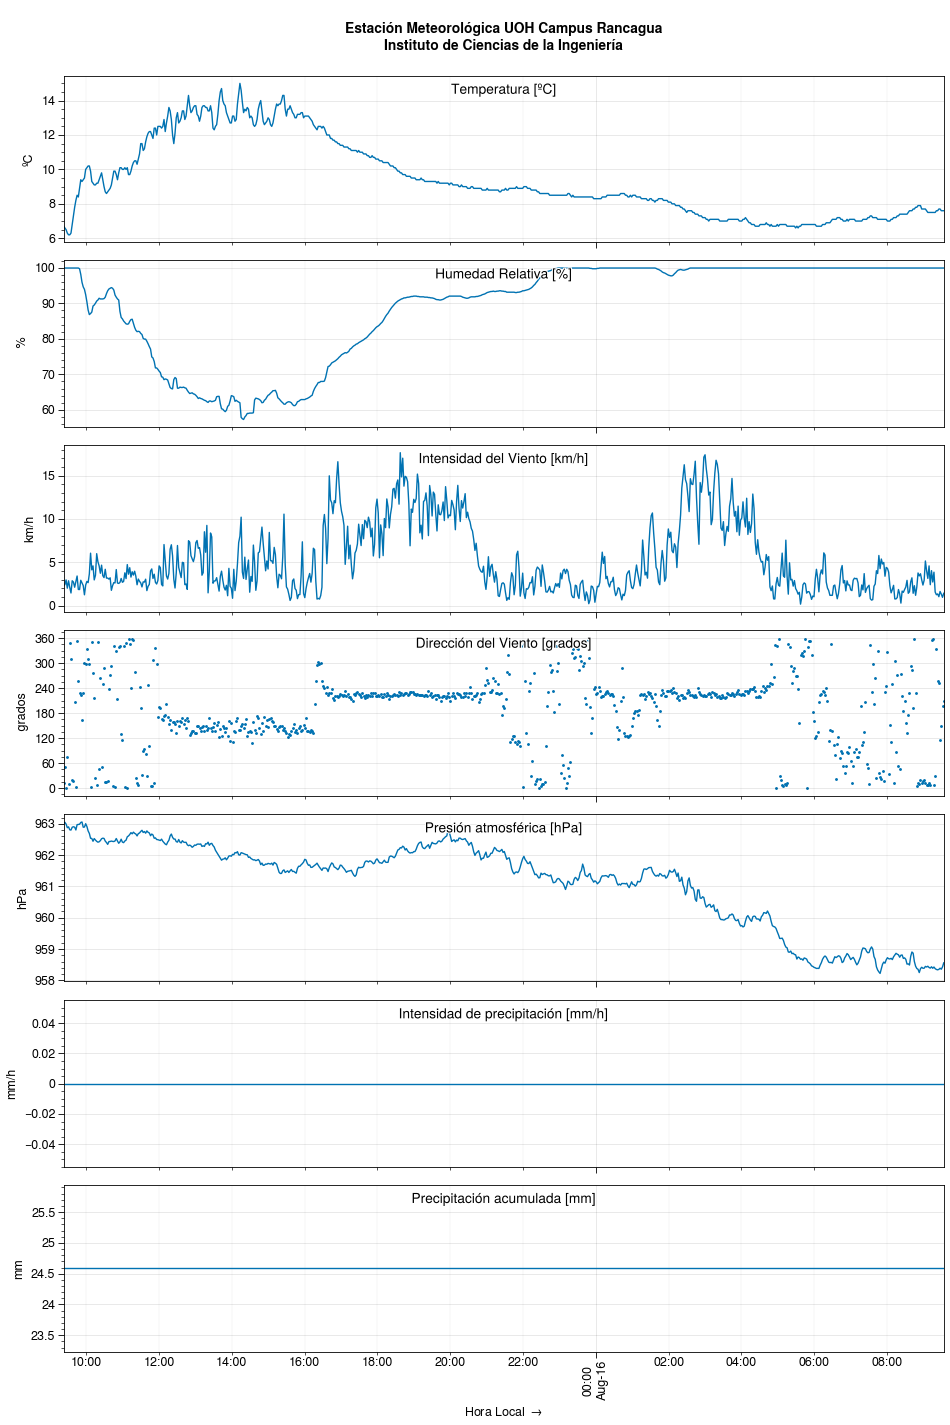 Estación Meteorológica UOH Campus Rancagua
Instituto de Ciencias de la Ingeniería
Temperatura [ºC]
ºC
14
12
10
8
6
Humedad Relativa [%]
%
100
90
80
70
60
Intensidad del Viento [km/h]
km/h
15
10
5
0
Dirección del Viento [grados]
grados
360
300
240
180
120
60
0
Presión atmosférica [hPa]
hPa
963
962
961
960
959
958
Intensidad de precipitación [mm/h]
mm/h
0.04
0.02
0
−0.02
−0.04
Precipitación acumulada [mm]
mm
25.5
25
24.5
24
23.5
10:00 12:00 14:00 16:00 18:00 20:00 22:00 00:00 02:00 04:00 06:00 08:00
Aug-16
Hora Local →